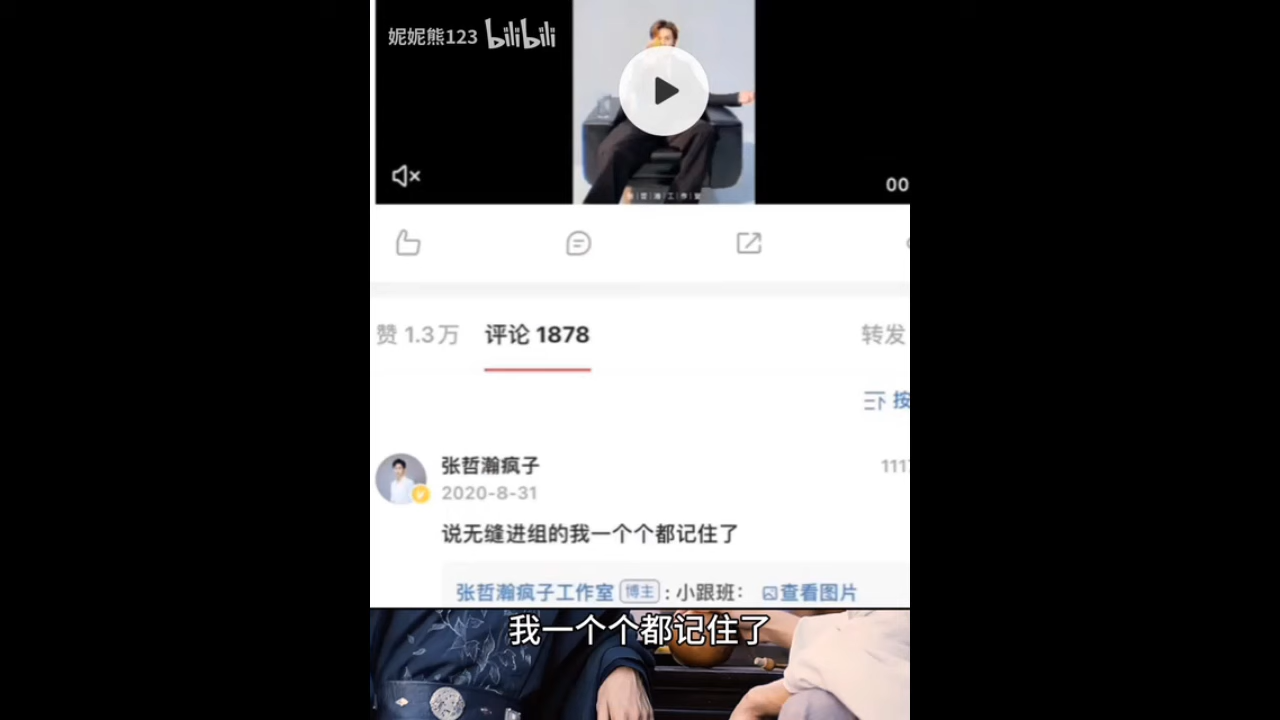 妮妮熊123 bilibili
00
赞 1.3万 评论 1878 转发
按
张哲瀚疯子
2020-8-31
1117
说无缝进组的我一个个都记住了
张哲瀚疯子工作室 博主 : 小跟班： 查看图片
我一个个都记住了